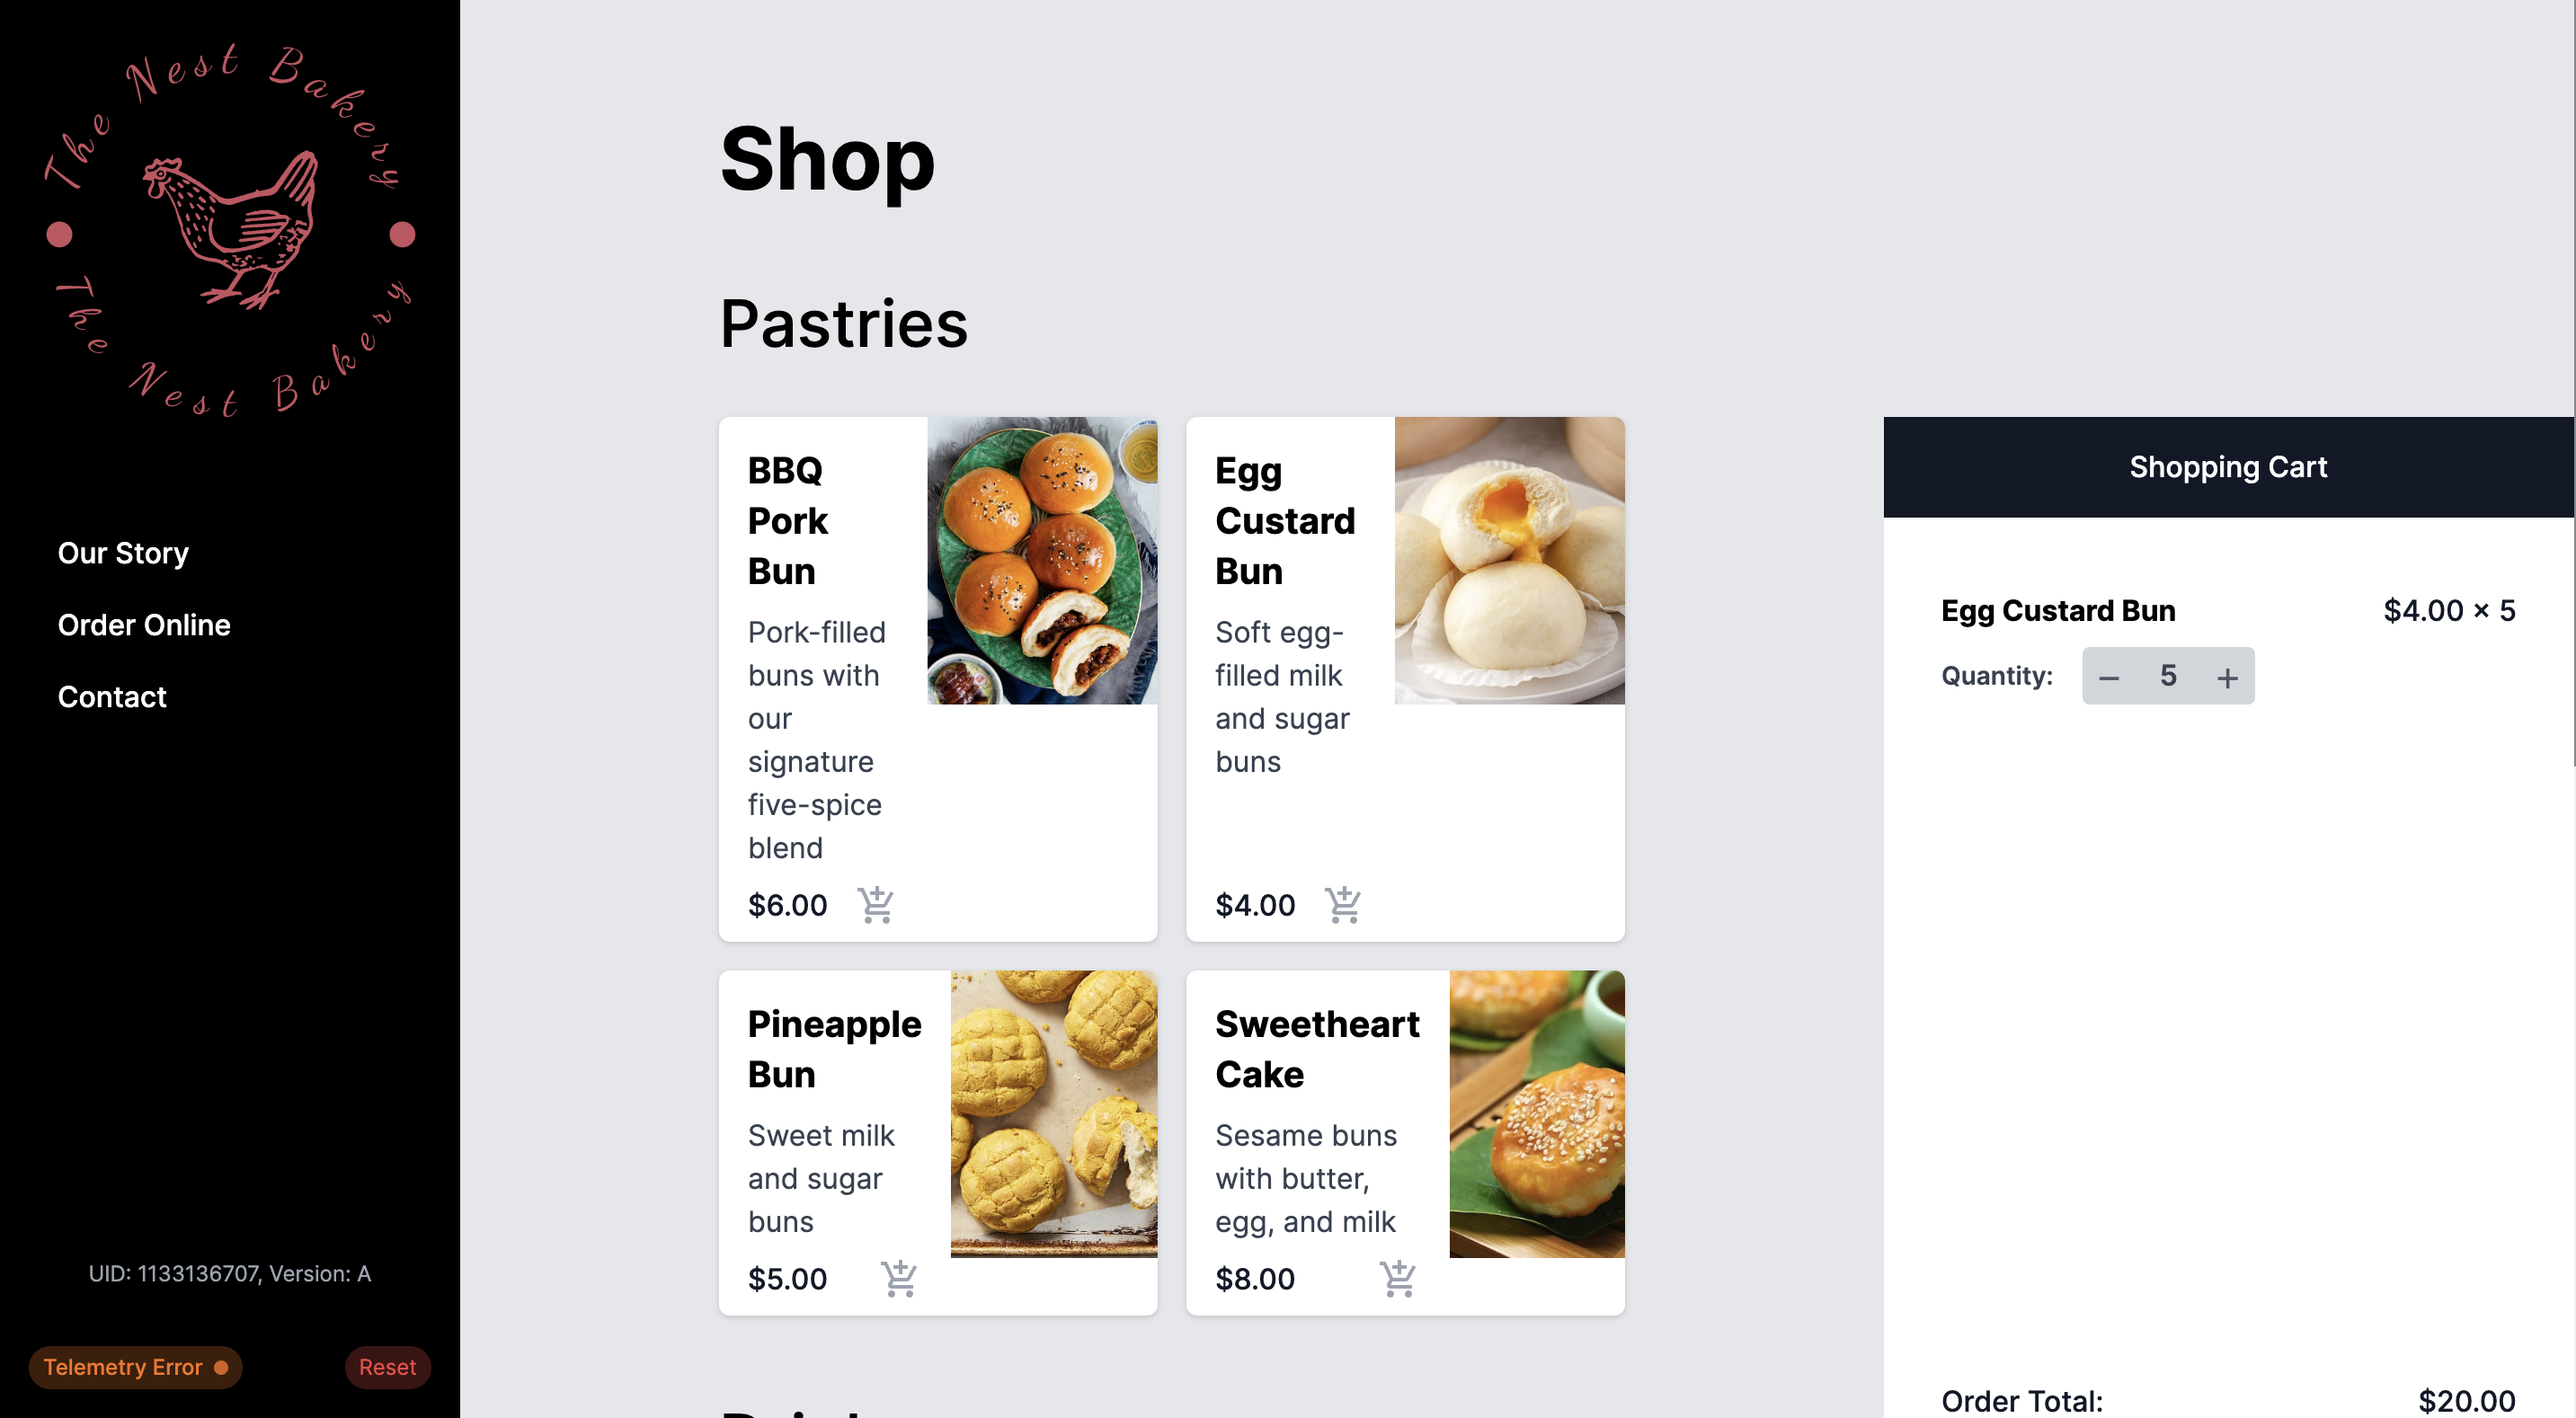 The Nest Bakery
The Nest Bakery
Our Story
Order Online
Contact
UID: 1133136707, Version: A
Telemetry Error
Reset
Shop
Pastries
BBQ
Pork
Bun
Pork-filled
buns with
our
signature
five-spice
blend
$6.00
Egg
Custard
Bun
Soft egg-
filled milk
and sugar
buns
$4.00
Pineapple
Bun
Sweet milk
and sugar
buns
$5.00
Sweetheart
Cake
Sesame buns
with butter,
egg, and milk
$8.00
Shopping Cart
Egg Custard Bun $4.00 × 5
Quantity: − 5 +
Order Total: $20.00